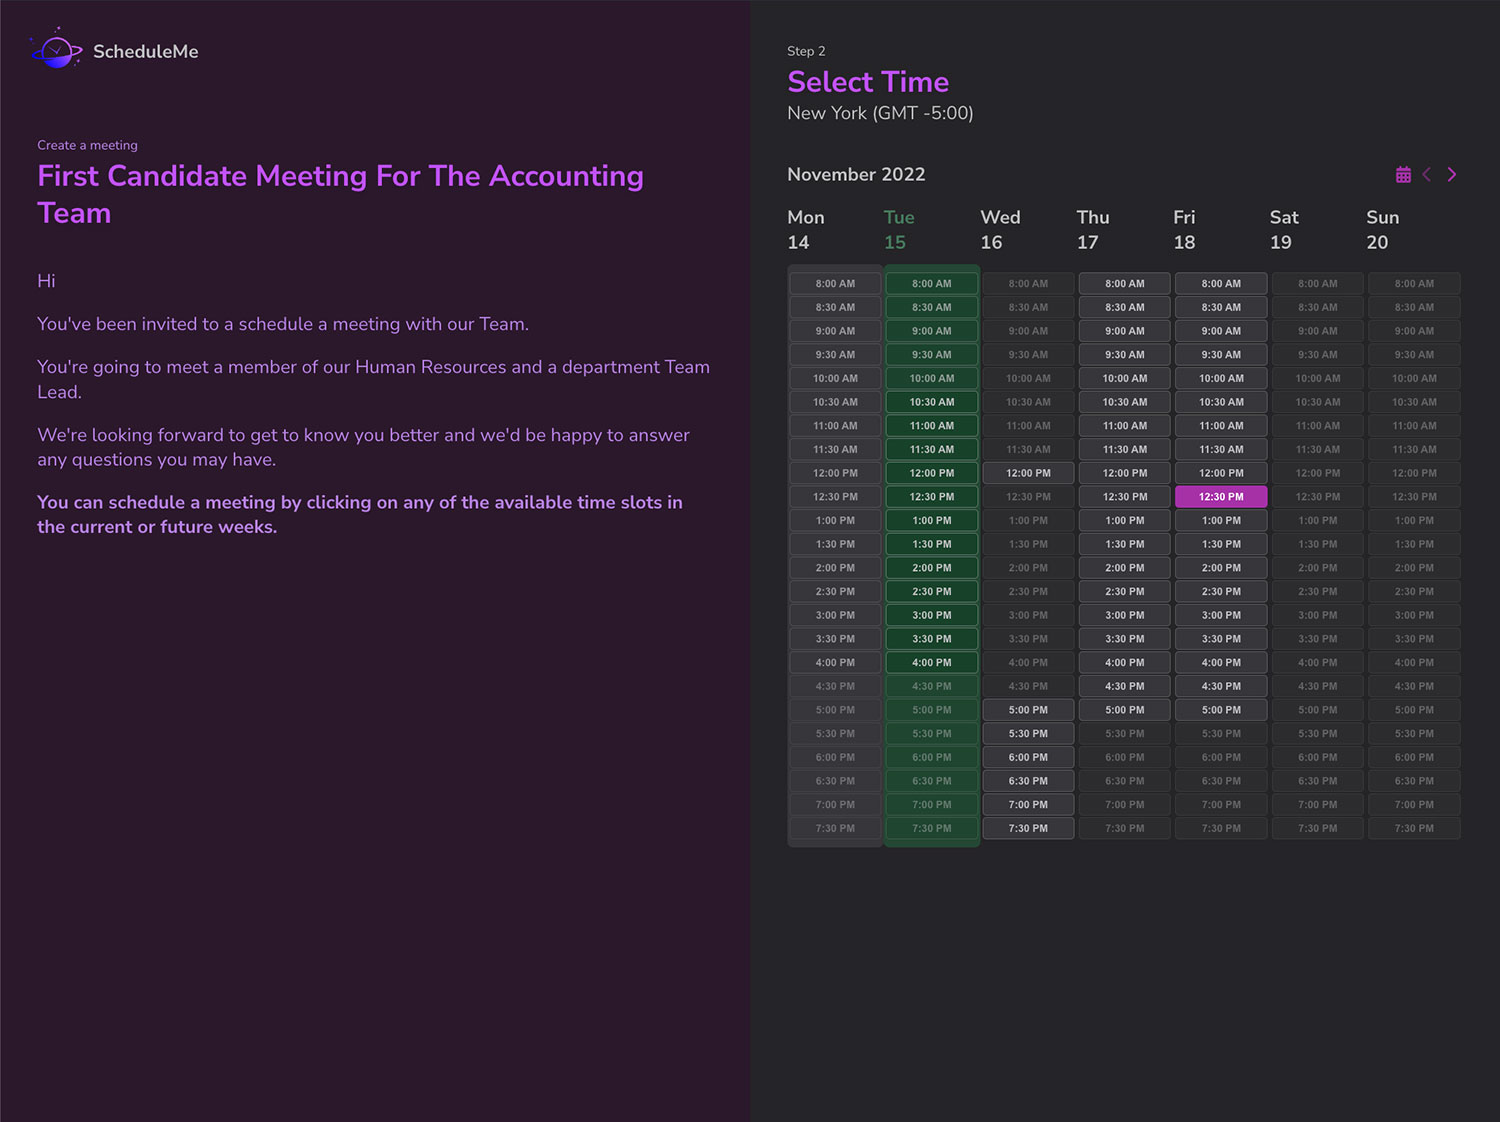 ScheduleMe
Create a meeting
First Candidate Meeting For The Accounting
Team
Hi
You've been invited to a schedule a meeting with our Team.
You're going to meet a member of our Human Resources and a department Team
Lead.
We're looking forward to get to know you better and we'd be happy to answer
any questions you may have.
You can schedule a meeting by clicking on any of the available time slots in
the current or future weeks.
Step 2
Select Time
New York (GMT -5:00)
November 2022
Mon Tue Wed Thu Fri Sat Sun
14 15 16 17 18 19 20
8:00 AM 8:00 AM 8:00 AM 8:00 AM 8:00 AM 8:00 AM 8:00 AM
8:30 AM 8:30 AM 8:30 AM 8:30 AM 8:30 AM 8:30 AM 8:30 AM
9:00 AM 9:00 AM 9:00 AM 9:00 AM 9:00 AM 9:00 AM 9:00 AM
9:30 AM 9:30 AM 9:30 AM 9:30 AM 9:30 AM 9:30 AM 9:30 AM
10:00 AM 10:00 AM 10:00 AM 10:00 AM 10:00 AM 10:00 AM 10:00 AM
10:30 AM 10:30 AM 10:30 AM 10:30 AM 10:30 AM 10:30 AM 10:30 AM
11:00 AM 11:00 AM 11:00 AM 11:00 AM 11:00 AM 11:00 AM 11:00 AM
11:30 AM 11:30 AM 11:30 AM 11:30 AM 11:30 AM 11:30 AM 11:30 AM
12:00 PM 12:00 PM 12:00 PM 12:00 PM 12:00 PM 12:00 PM 12:00 PM
12:30 PM 12:30 PM 12:30 PM 12:30 PM 12:30 PM 12:30 PM 12:30 PM
1:00 PM 1:00 PM 1:00 PM 1:00 PM 1:00 PM 1:00 PM 1:00 PM
1:30 PM 1:30 PM 1:30 PM 1:30 PM 1:30 PM 1:30 PM 1:30 PM
2:00 PM 2:00 PM 2:00 PM 2:00 PM 2:00 PM 2:00 PM 2:00 PM
2:30 PM 2:30 PM 2:30 PM 2:30 PM 2:30 PM 2:30 PM 2:30 PM
3:00 PM 3:00 PM 3:00 PM 3:00 PM 3:00 PM 3:00 PM 3:00 PM
3:30 PM 3:30 PM 3:30 PM 3:30 PM 3:30 PM 3:30 PM 3:30 PM
4:00 PM 4:00 PM 4:00 PM 4:00 PM 4:00 PM 4:00 PM 4:00 PM
4:30 PM 4:30 PM 4:30 PM 4:30 PM 4:30 PM 4:30 PM 4:30 PM
5:00 PM 5:00 PM 5:00 PM 5:00 PM 5:00 PM 5:00 PM 5:00 PM
5:30 PM 5:30 PM 5:30 PM 5:30 PM 5:30 PM 5:30 PM 5:30 PM
6:00 PM 6:00 PM 6:00 PM 6:00 PM 6:00 PM 6:00 PM 6:00 PM
6:30 PM 6:30 PM 6:30 PM 6:30 PM 6:30 PM 6:30 PM 6:30 PM
7:00 PM 7:00 PM 7:00 PM 7:00 PM 7:00 PM 7:00 PM 7:00 PM
7:30 PM 7:30 PM 7:30 PM 7:30 PM 7:30 PM 7:30 PM 7:30 PM